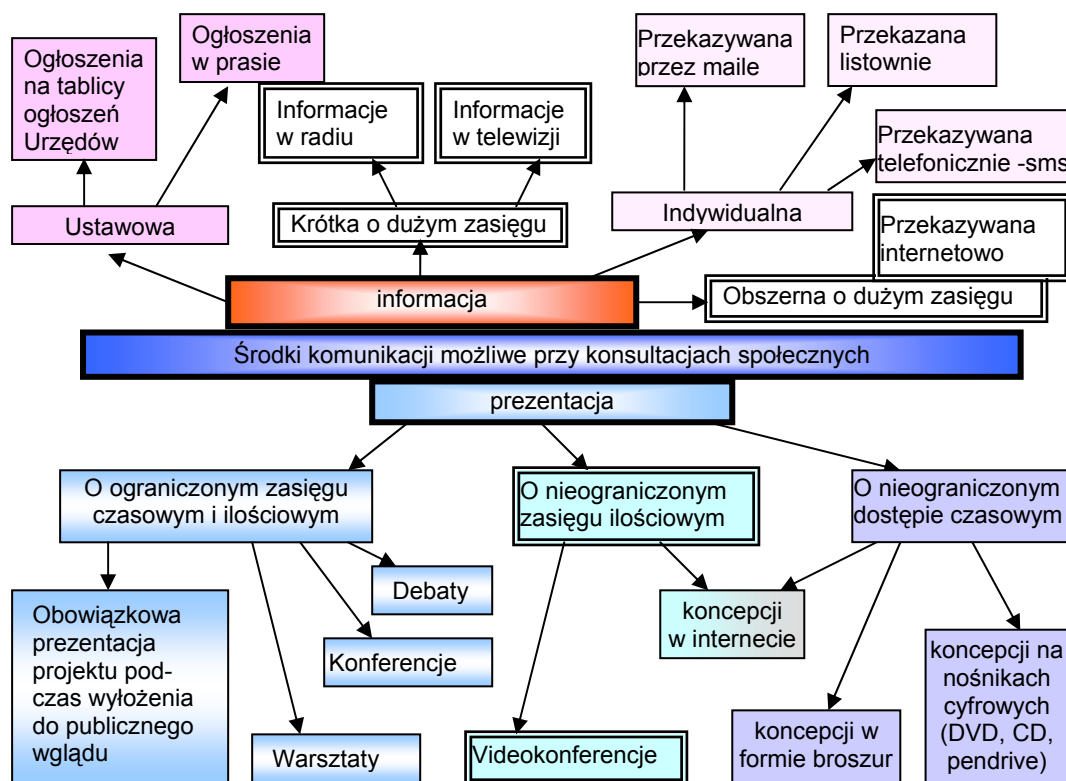 Ogłoszenia
na tablicy
ogłoszeń
Urzędów
Ogłoszenia
w prasie
Informacje
w radiu
Informacje
w telewizji
Przekazywana
przez maile
Przekazana
listownie
Przekazywana
telefonicznie -sms
Ustawowa
Krótka o dużym zasięgu
Indywidualna
Przekazywana
internetowo
informacja
Obszerna o dużym zasięgu
Środki komunikacji możliwe przy konsultacjach społecznych
prezentacja
O ograniczonym zasięgu
czasowym i ilościowym
O nieograniczonym
zasięgu ilościowym
O nieograniczonym
dostępie czasowym
Obowiązkowa
prezentacja
projektu pod-
czas wyłożenia
do publicznego
wglądu
Debaty
Konferencje
Warsztaty
koncepcji
w internecie
Videokonferencje
koncepcji w
formie broszur
koncepcji na
nośnikach
cyfrowych
(DVD, CD,
pendrive)